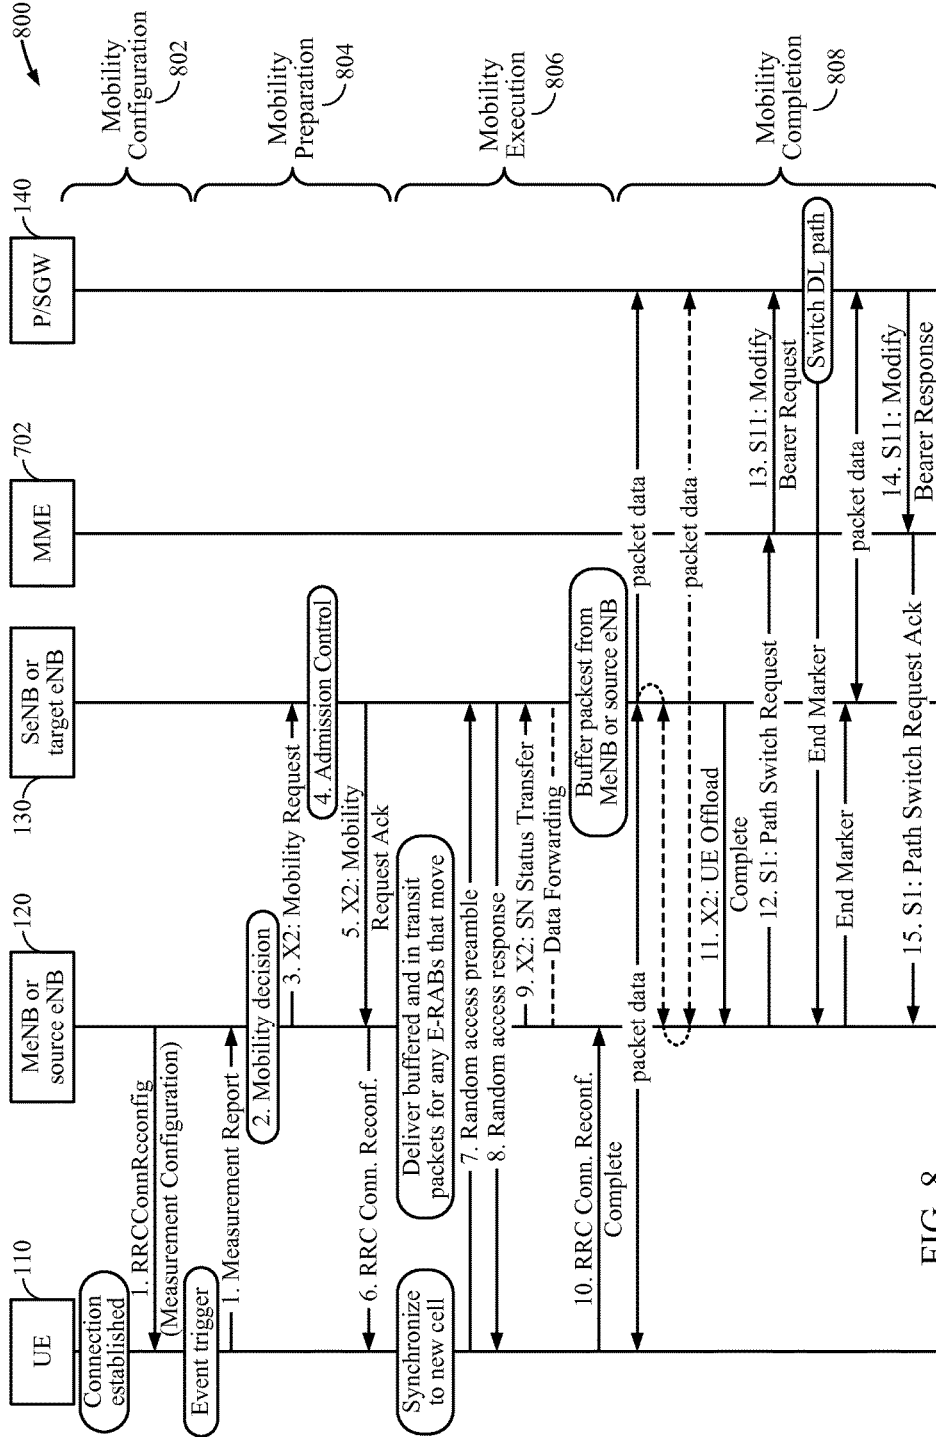 800
UE
110
MeNB or
source eNB
120
SeNB or
target eNB
130
MME
702
P/SGW
140
Mobility
Configuration
802
Connection
established
1. RRCConnReconfig
(Measurement Configuration)
Event trigger
1. Measurement Report
Mobility
Preparation
804
2. Mobility decision
3. X2: Mobility Request
4. Admission Control
5. X2: Mobility
Request Ack
6. RRC Conn. Reconf.
Mobility
Execution
806
Synchronize
to new cell
Deliver buffered and in transit
packets for any E-RABs that move
7. Random access preamble
8. Random access response
9. X2: SN Status Transfer
Data Forwarding
Buffer packest from
MeNB or source eNB
10. RRC Conn. Reconf.
Complete
Mobility
Completion
808
packet data
packet data
packet data
11. X2: UE Offload
Complete
12. S1: Path Switch Request
13. S11: Modify
Bearer Request
Switch DL path
End Marker
End Marker
packet data
14. S11: Modify
Bearer Response
15. S1: Path Switch Request Ack
FIG. 8